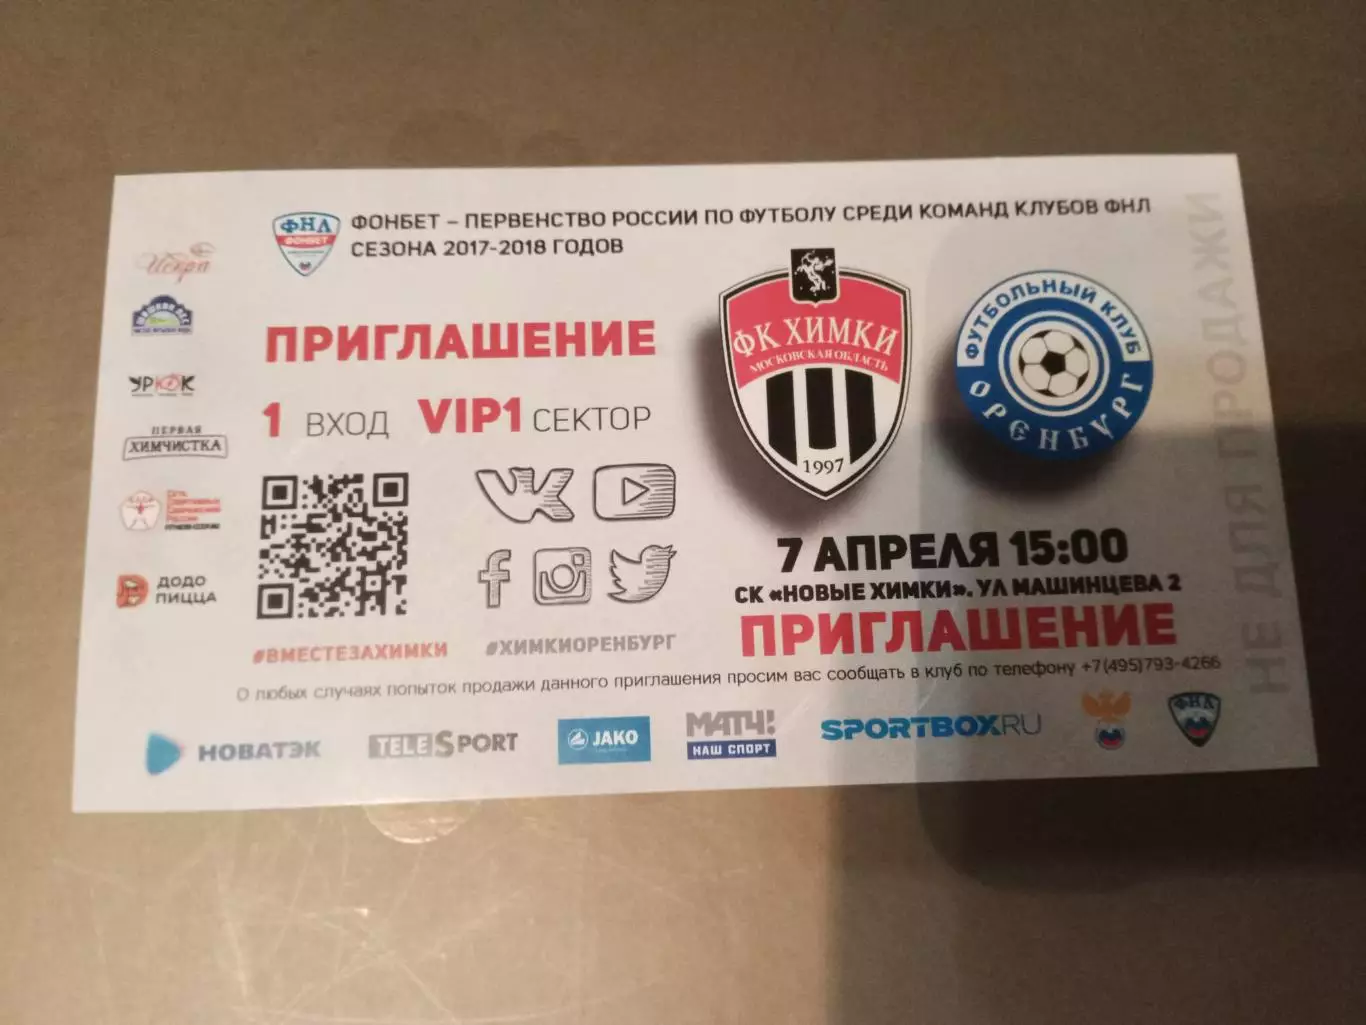 ФНЛ
ФОНБЕТ
ФОНБЕТ – ПЕРВЕНСТВО РОССИИ ПО ФУТБОЛУ СРЕДИ КОМАНД КЛУБОВ ФНЛ
СЕЗОНА 2017-2018 ГОДОВ
Искра
УРЮК
ПЕРВАЯ
ХИМЧИСТКА
ДОДО
ПИЦЦА
ПРИГЛАШЕНИЕ
1 ВХОД VIP1 СЕКТОР
#ВМЕСТЕЗАХИМКИ
#ХИМКИОРЕНБУРГ
ФК ХИМКИ
МОСКОВСКАЯ ОБЛАСТЬ
1997
ФУТБОЛЬНЫЙ КЛУБ
ОРЕНБУРГ
7 АПРЕЛЯ 15:00
СК «НОВЫЕ ХИМКИ». УЛ МАШИНЦЕВА 2
ПРИГЛАШЕНИЕ
НЕ ДЛЯ ПРОДАЖИ
О любых случаях попыток продажи данного приглашения просим вас сообщать в клуб по телефону +7(495)793-4266
НОВАТЭК
TELESPORT
JAKO
МАТЧ!
НАШ СПОРТ
SPORTBOX.RU
ФНЛ